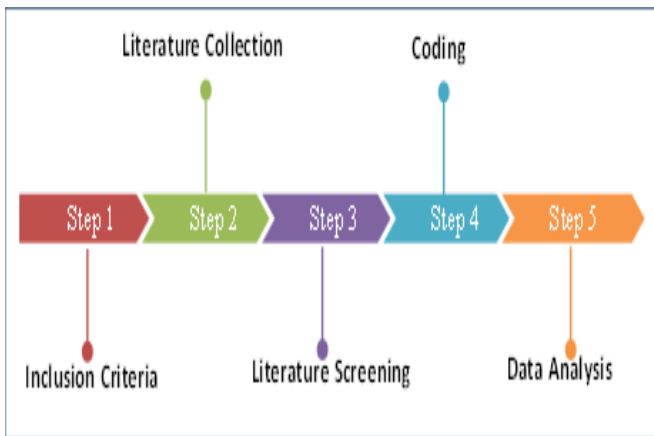 Literature Collection
Coding
Step 1
Step 2
Step 3
Step 4
Step 5
Inclusion Criteria
Literature Screening
Data Analysis